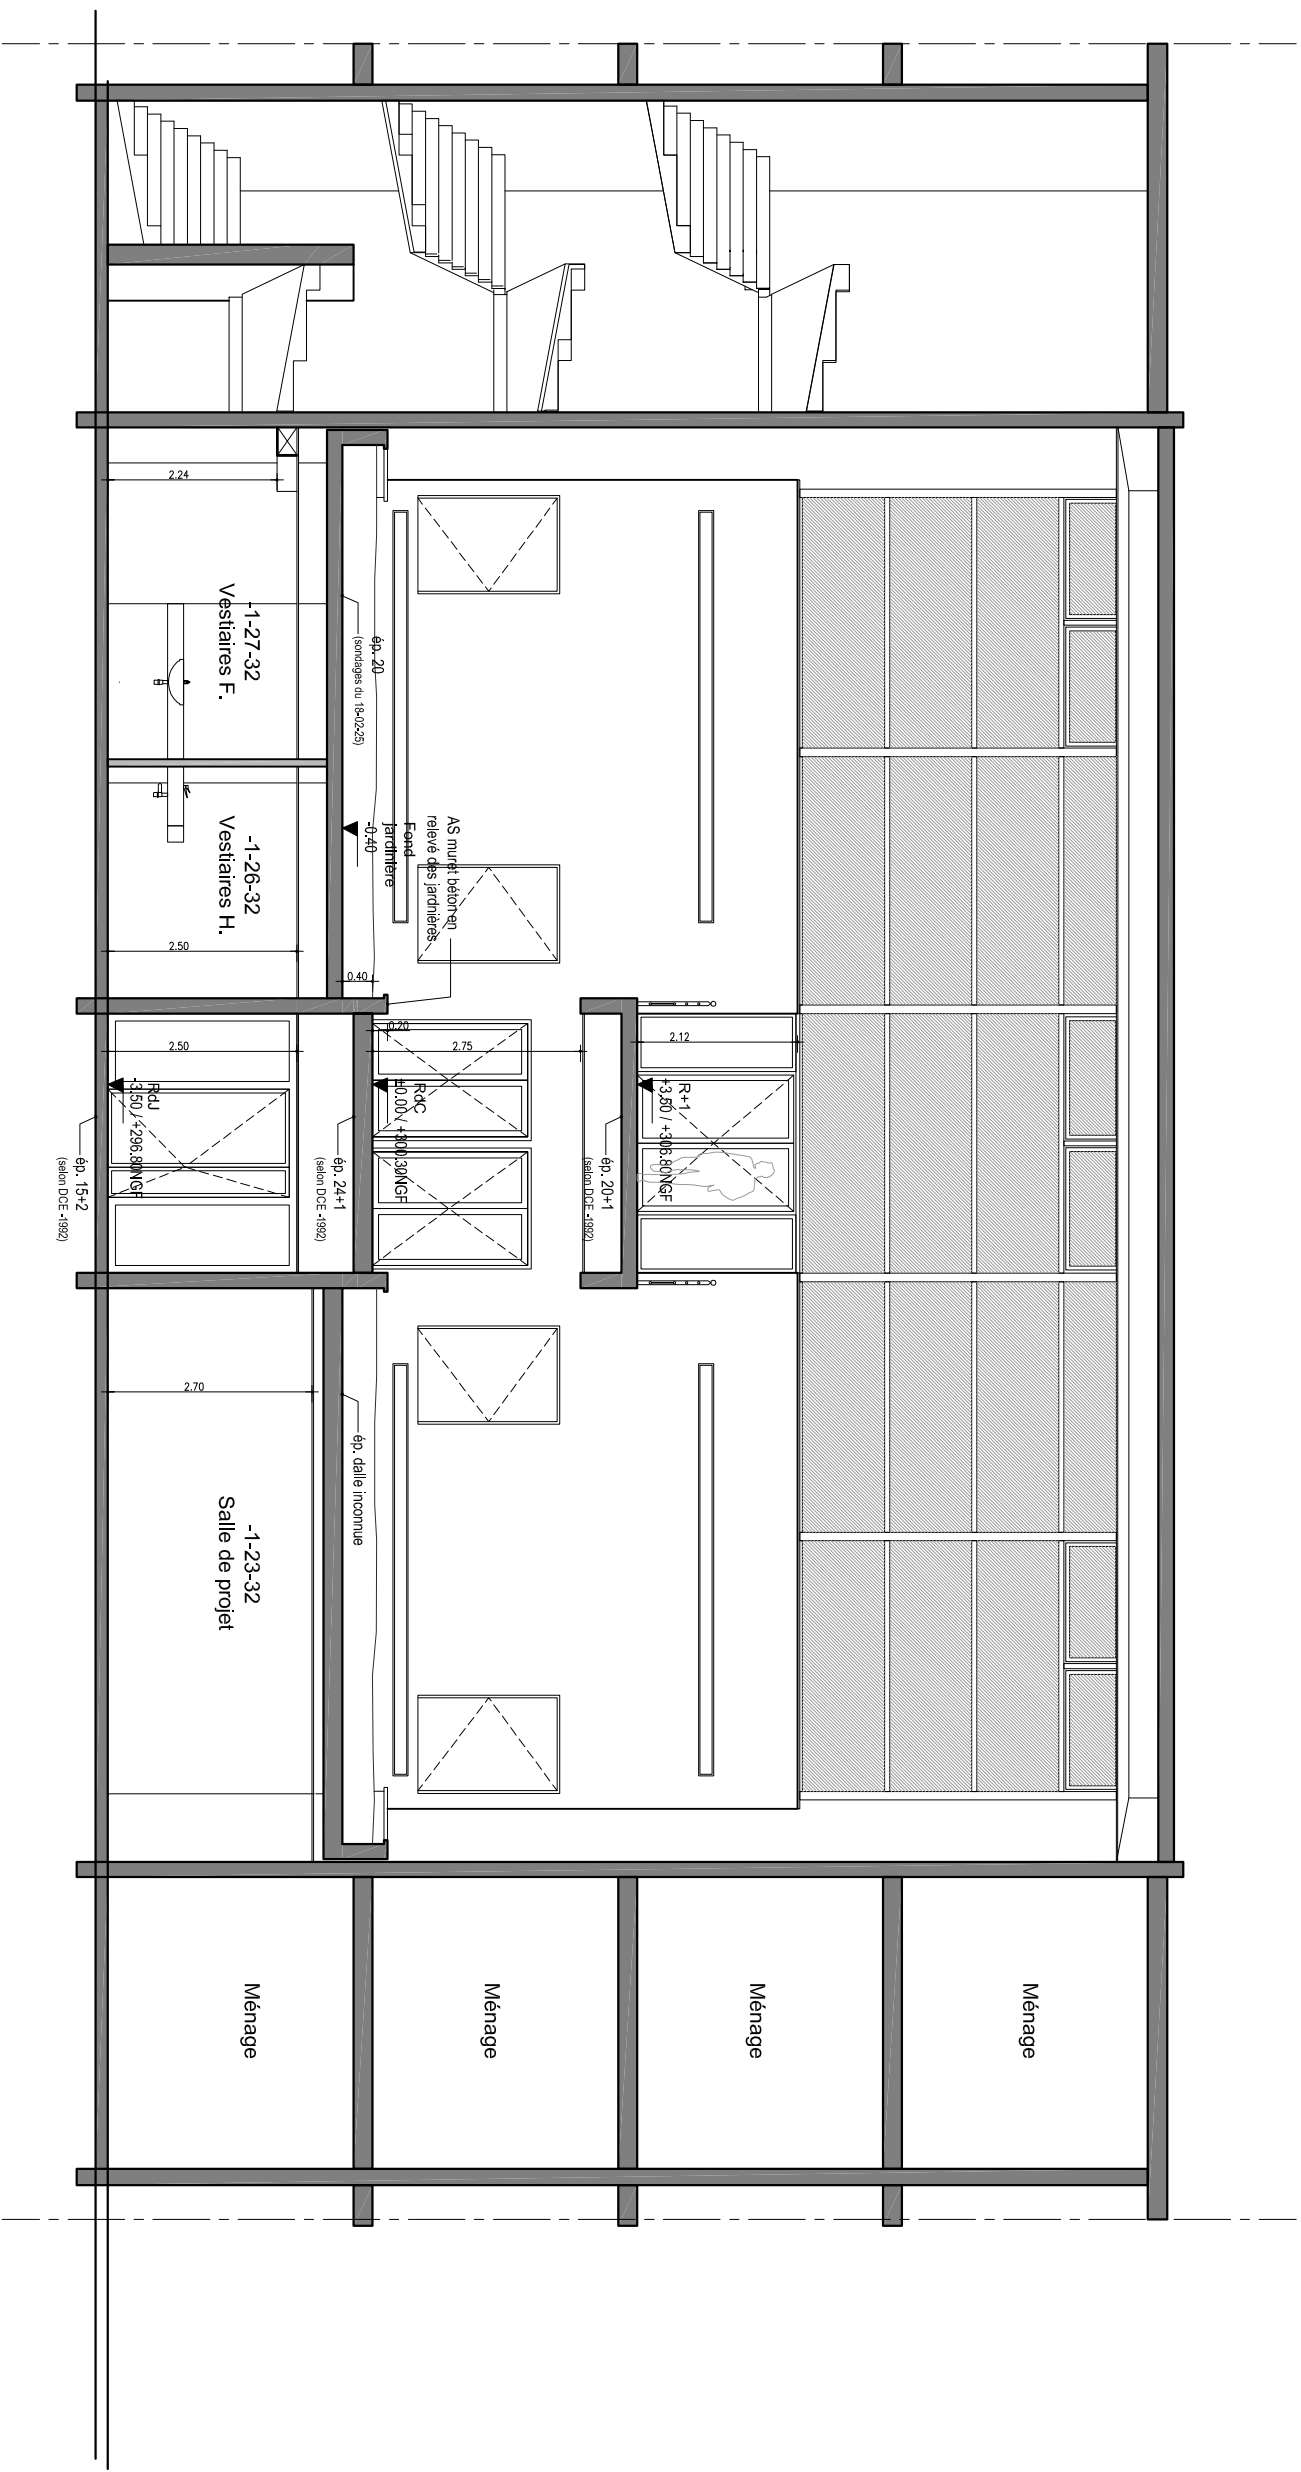 Ménage
Ménage
Ménage
Ménage
R+1
+3.50 / +306.80NGF
2.12
ép. 20+1
(selon DCE -1992)
2.75
0.20
RdC
±0.00 / +300.30NGF
AS muret béton en
relevé des jardinières
Fond
jardinière
-0.40
0.40
ép. 20
(sondages du 18-02-25)
ép. 24+1
(selon DCE -1992)
ép. dalle inconnue
2.24
-1-27-32
Vestiaires F.
-1-26-32
Vestiaires H.
2.50
2.50
RdJ
-3.50 / +296.80NGF
ép. 15+2
(selon DCE -1992)
2.70
-1-23-32
Salle de projet